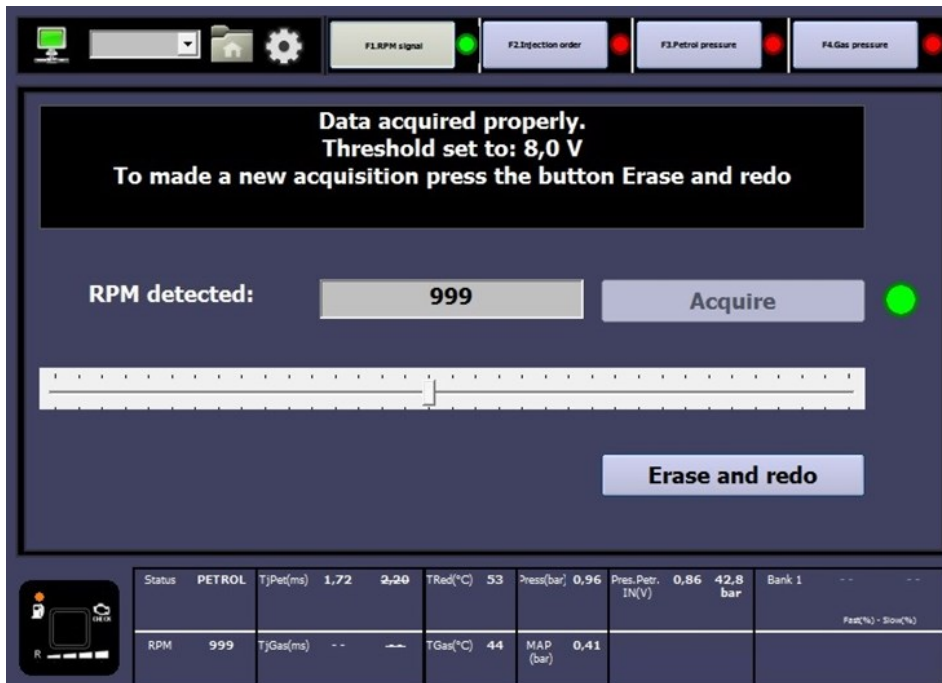 F1.RPM signal
F2.Injection order
F3.Petrol pressure
F4.Gas pressure
Data acquired properly.
Threshold set to: 8,0 V
To made a new acquisition press the button Erase and redo
RPM detected:
999
Acquire
Erase and redo
Status PETROL TjPet(ms) 1,72 2,20 TRed(°C) 53 Press(bar) 0,96 Pres.Petr. 0,86 42,8 Bank 1 -- --
IN(V) bar
Fast(%) - Slow(%)
RPM 999 TjGas(ms) -- -- TGas(°C) 44 MAP 0,41
(bar)
CHECK
R